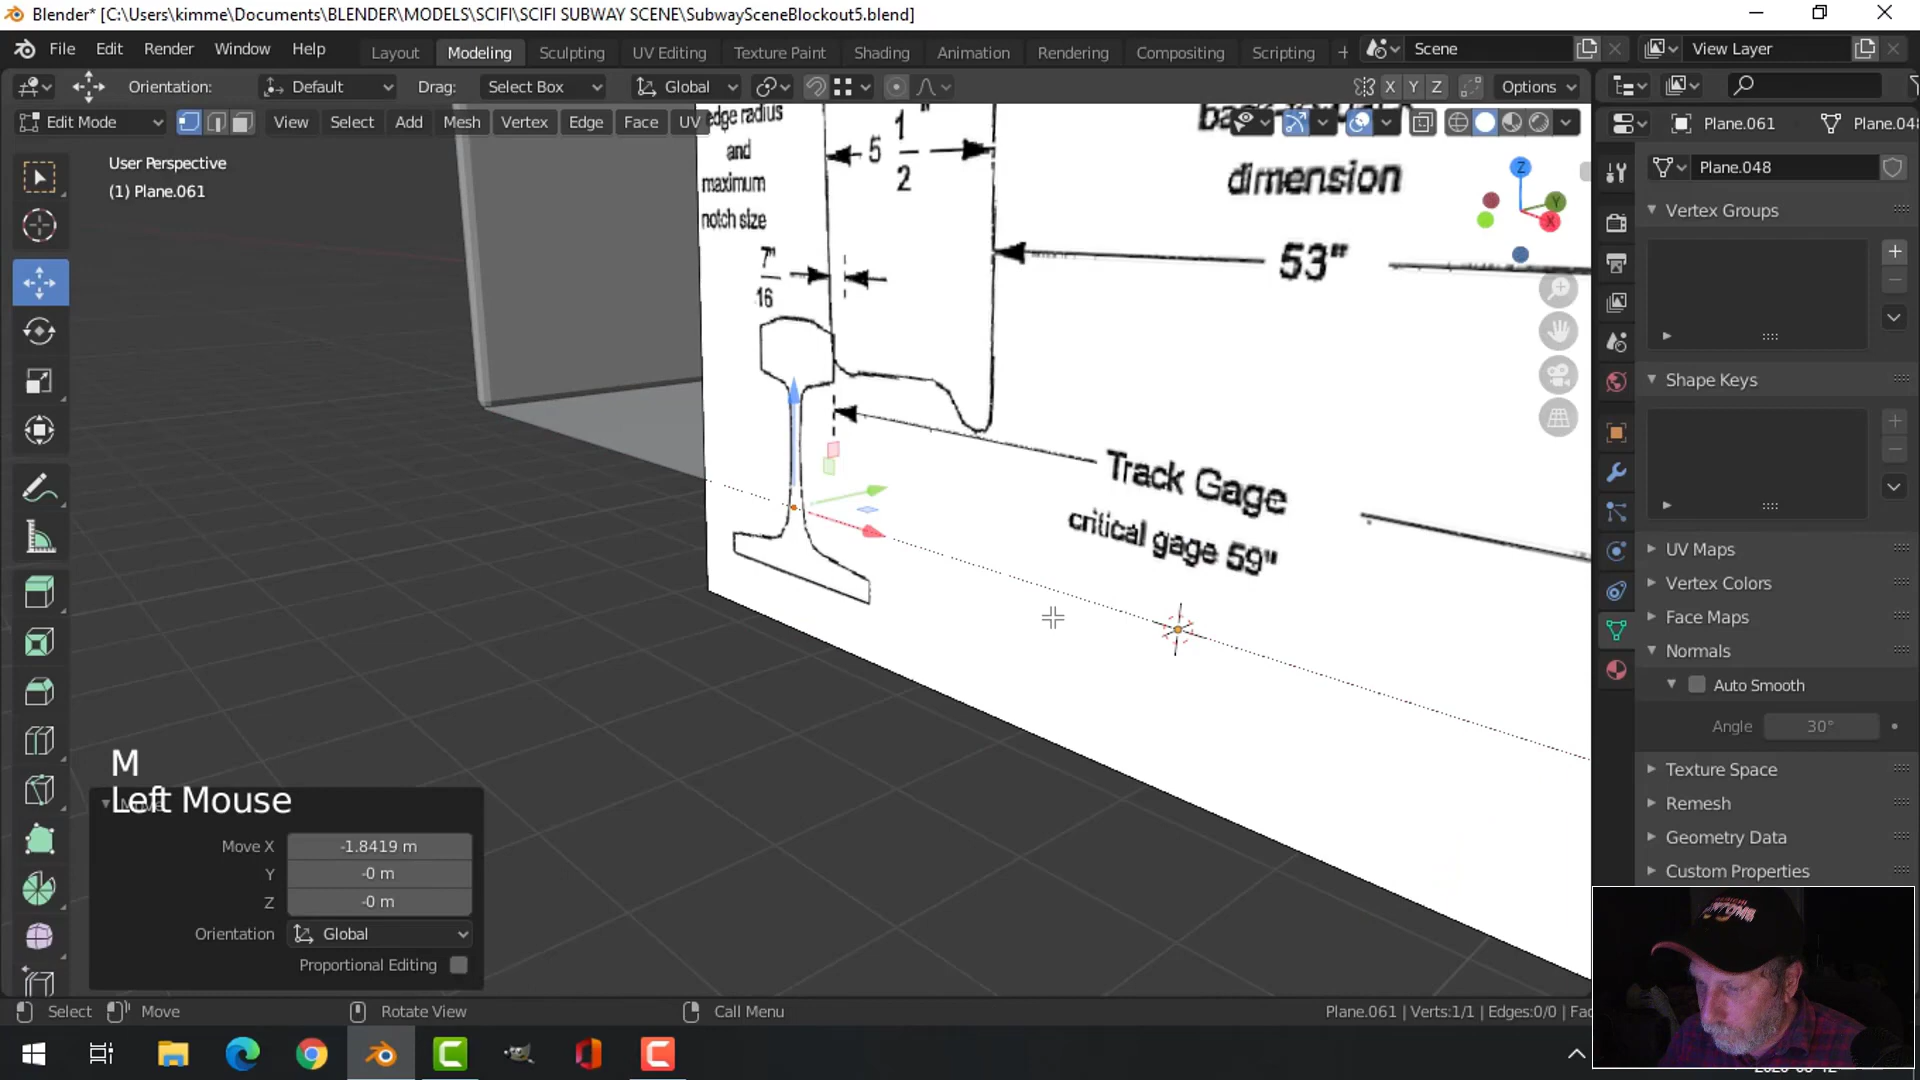 Blender* [C:\Users\kimme\Documents\BLENDER\MODELS\SCIFI\SCIFI SUBWAY SCENE\SubwaySceneBlockout5.blend]
File Edit Render Window Help Layout Modeling Sculpting UV Editing Texture Paint Shading Animation Rendering Compositing Scripting + Scene View Layer
Orientation: Default Drag: Select Box Global X Y Z Options
Edit Mode View Select Add Mesh Vertex Edge Face UV
Plane.061
User Perspective
(1) Plane.061
Plane.048
Vertex Groups
Shape Keys
UV Maps
Vertex Colors
Face Maps
Normals
Auto Smooth
Angle 30°
Texture Space
Remesh
Geometry Data
Custom Properties
edge radius
and
maximum
notch size
5 1/2"
7"
16
dimension
53"
Track Gage
critical gage 59"
Z
Y
X
M
Left Mouse
Move X -1.8419 m
Y -0 m
Z -0 m
Orientation Global
Proportional Editing
Select Move Rotate View Call Menu Plane.061 | Verts:1/1 | Edges:0/0 |